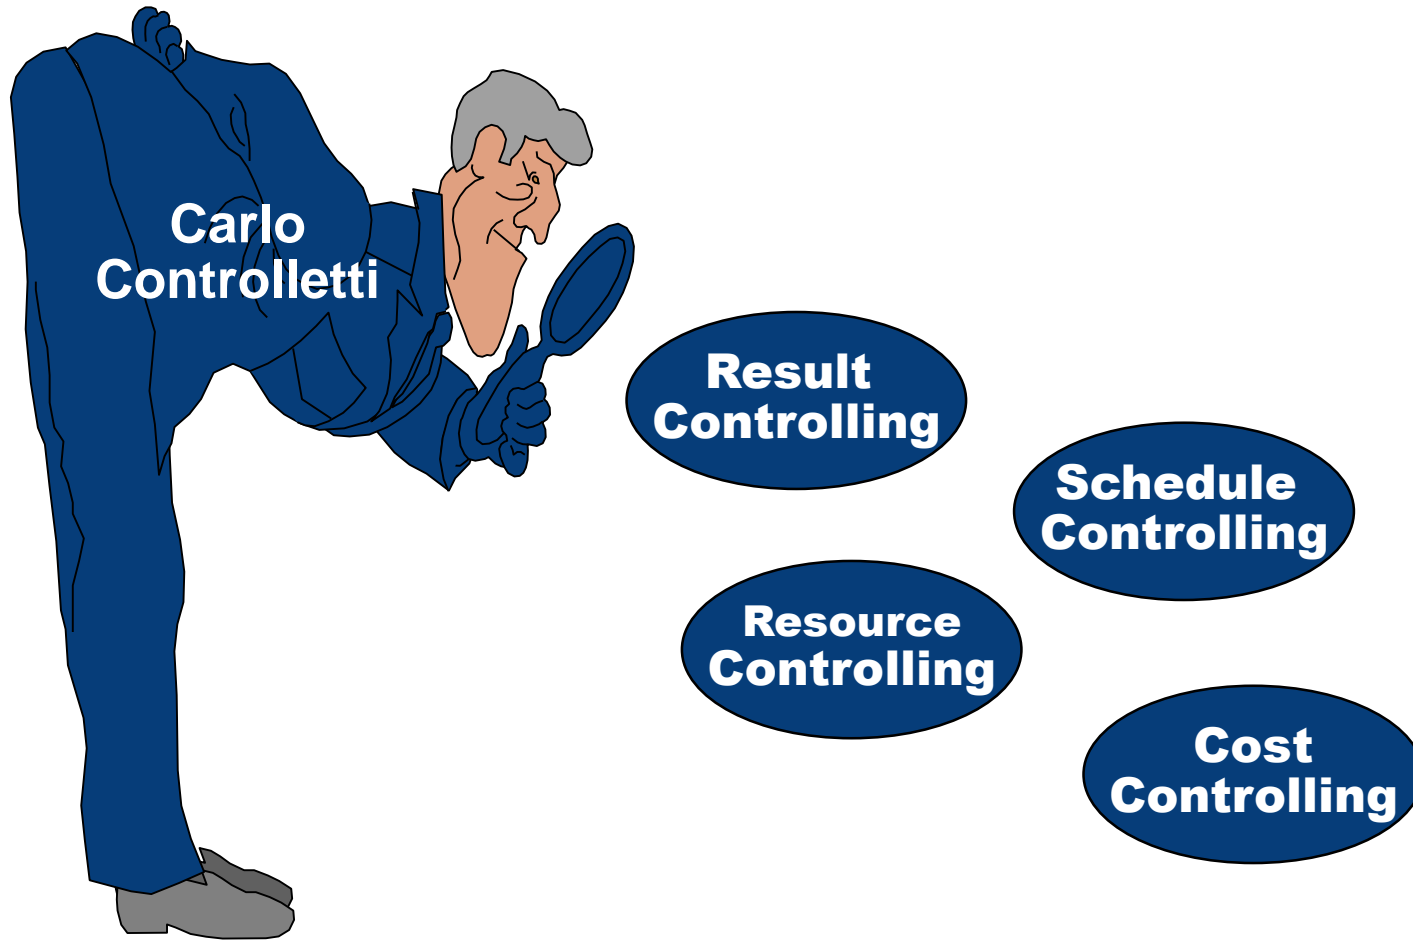 Carlo
Controlletti
Result
Controlling
Schedule
Controlling
Resource
Controlling
Cost
Controlling